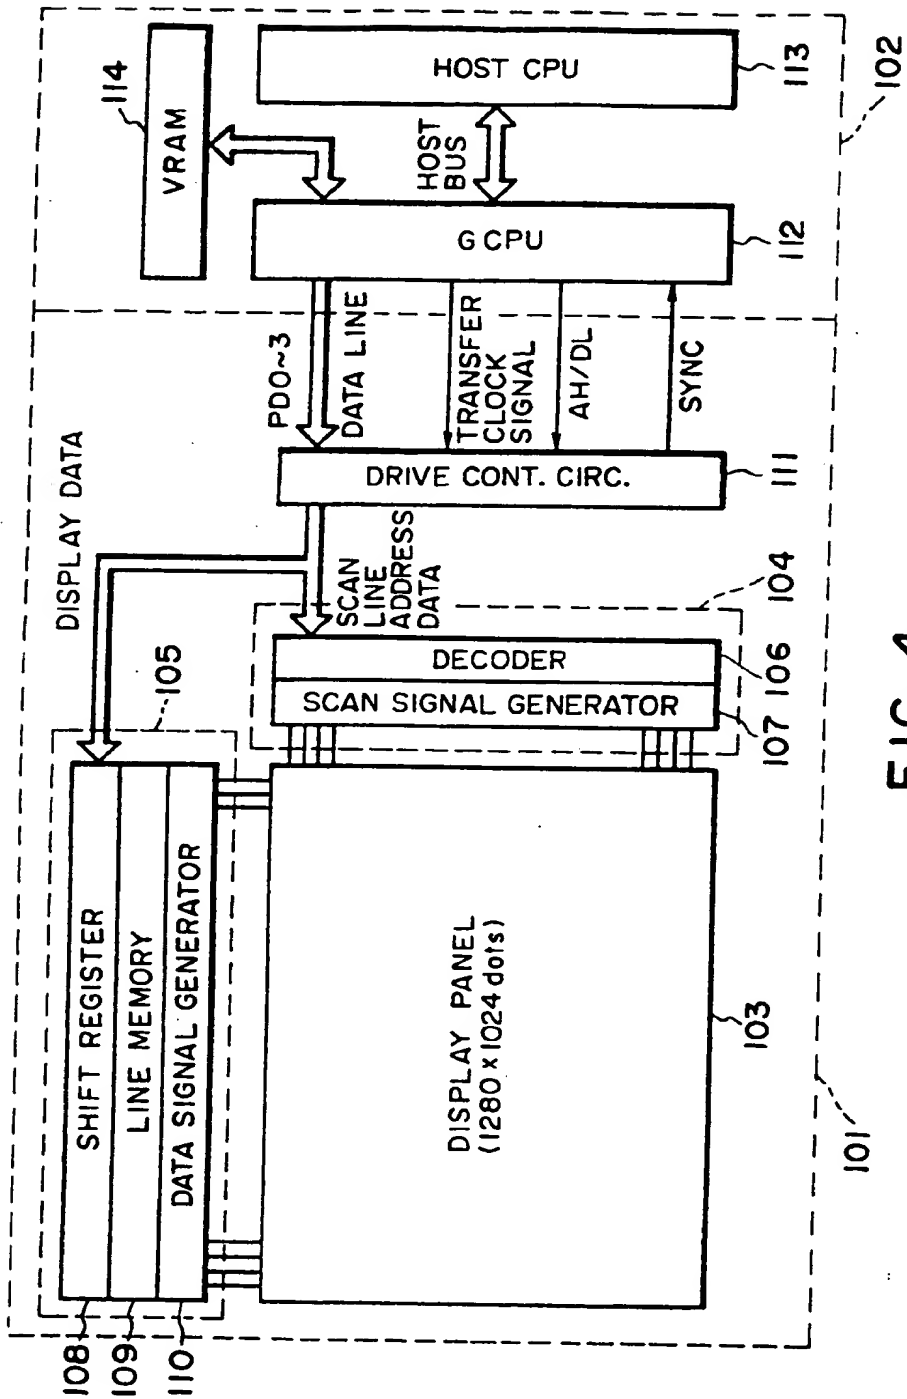 108
109
110
SHIFT REGISTER
LINE MEMORY
DATA SIGNAL GENERATOR
105
DISPLAY DATA
114
VRAM
DISPLAY PANEL
(1280 × 1024 dots)
103
101
DECODER
SCAN SIGNAL GENERATOR
104
106
107
SCAN
LINE
ADDRESS
DATA
DRIVE CONT. CIRC.
111
PD0~3
DATA LINE
TRANSFER
CLOCK
SIGNAL
AH/DL
SYNC
G CPU
112
HOST
BUS
HOST CPU
113
102